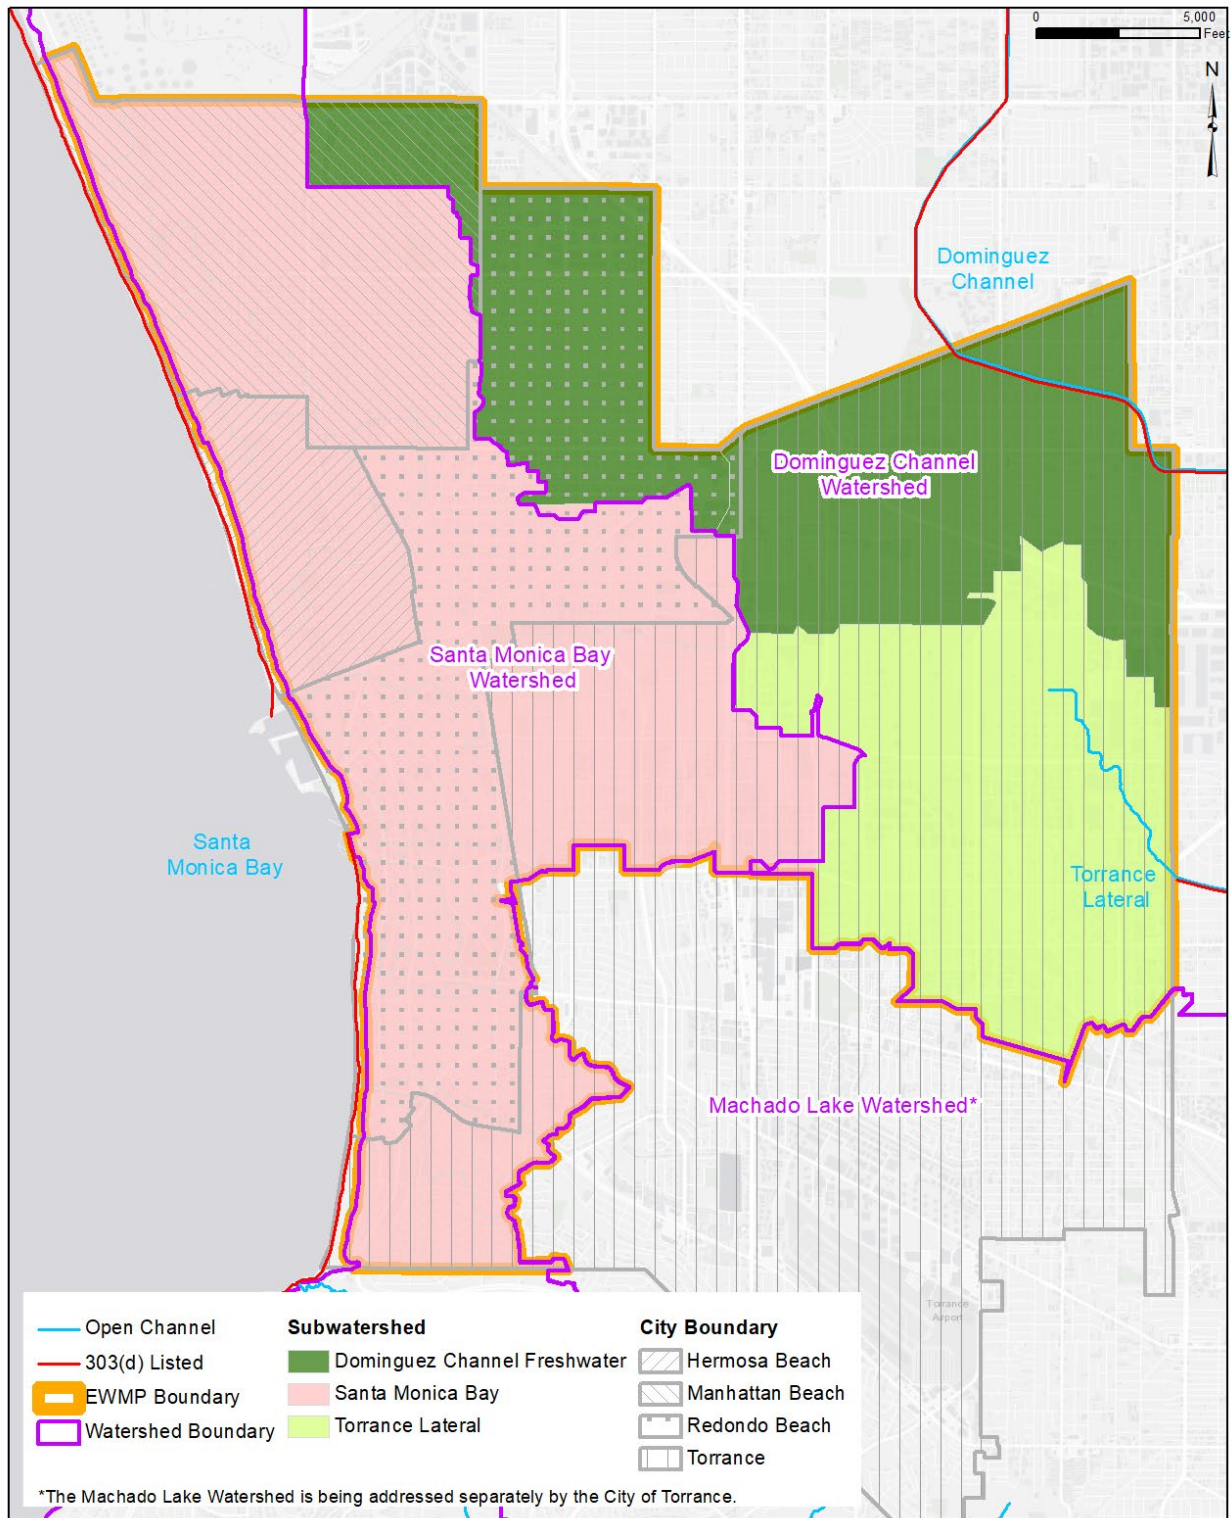 0 5,000
Feet
N
Dominguez
Channel
Dominguez Channel
Watershed
Santa Monica Bay
Watershed
Santa
Monica Bay
Torrance
Lateral
Machado Lake Watershed*
Torrance
Airport
Open Channel
303(d) Listed
EWMP Boundary
Watershed Boundary
Subwatershed
Dominguez Channel Freshwater
Santa Monica Bay
Torrance Lateral
City Boundary
Hermosa Beach
Manhattan Beach
Redondo Beach
Torrance
*The Machado Lake Watershed is being addressed separately by the City of Torrance.